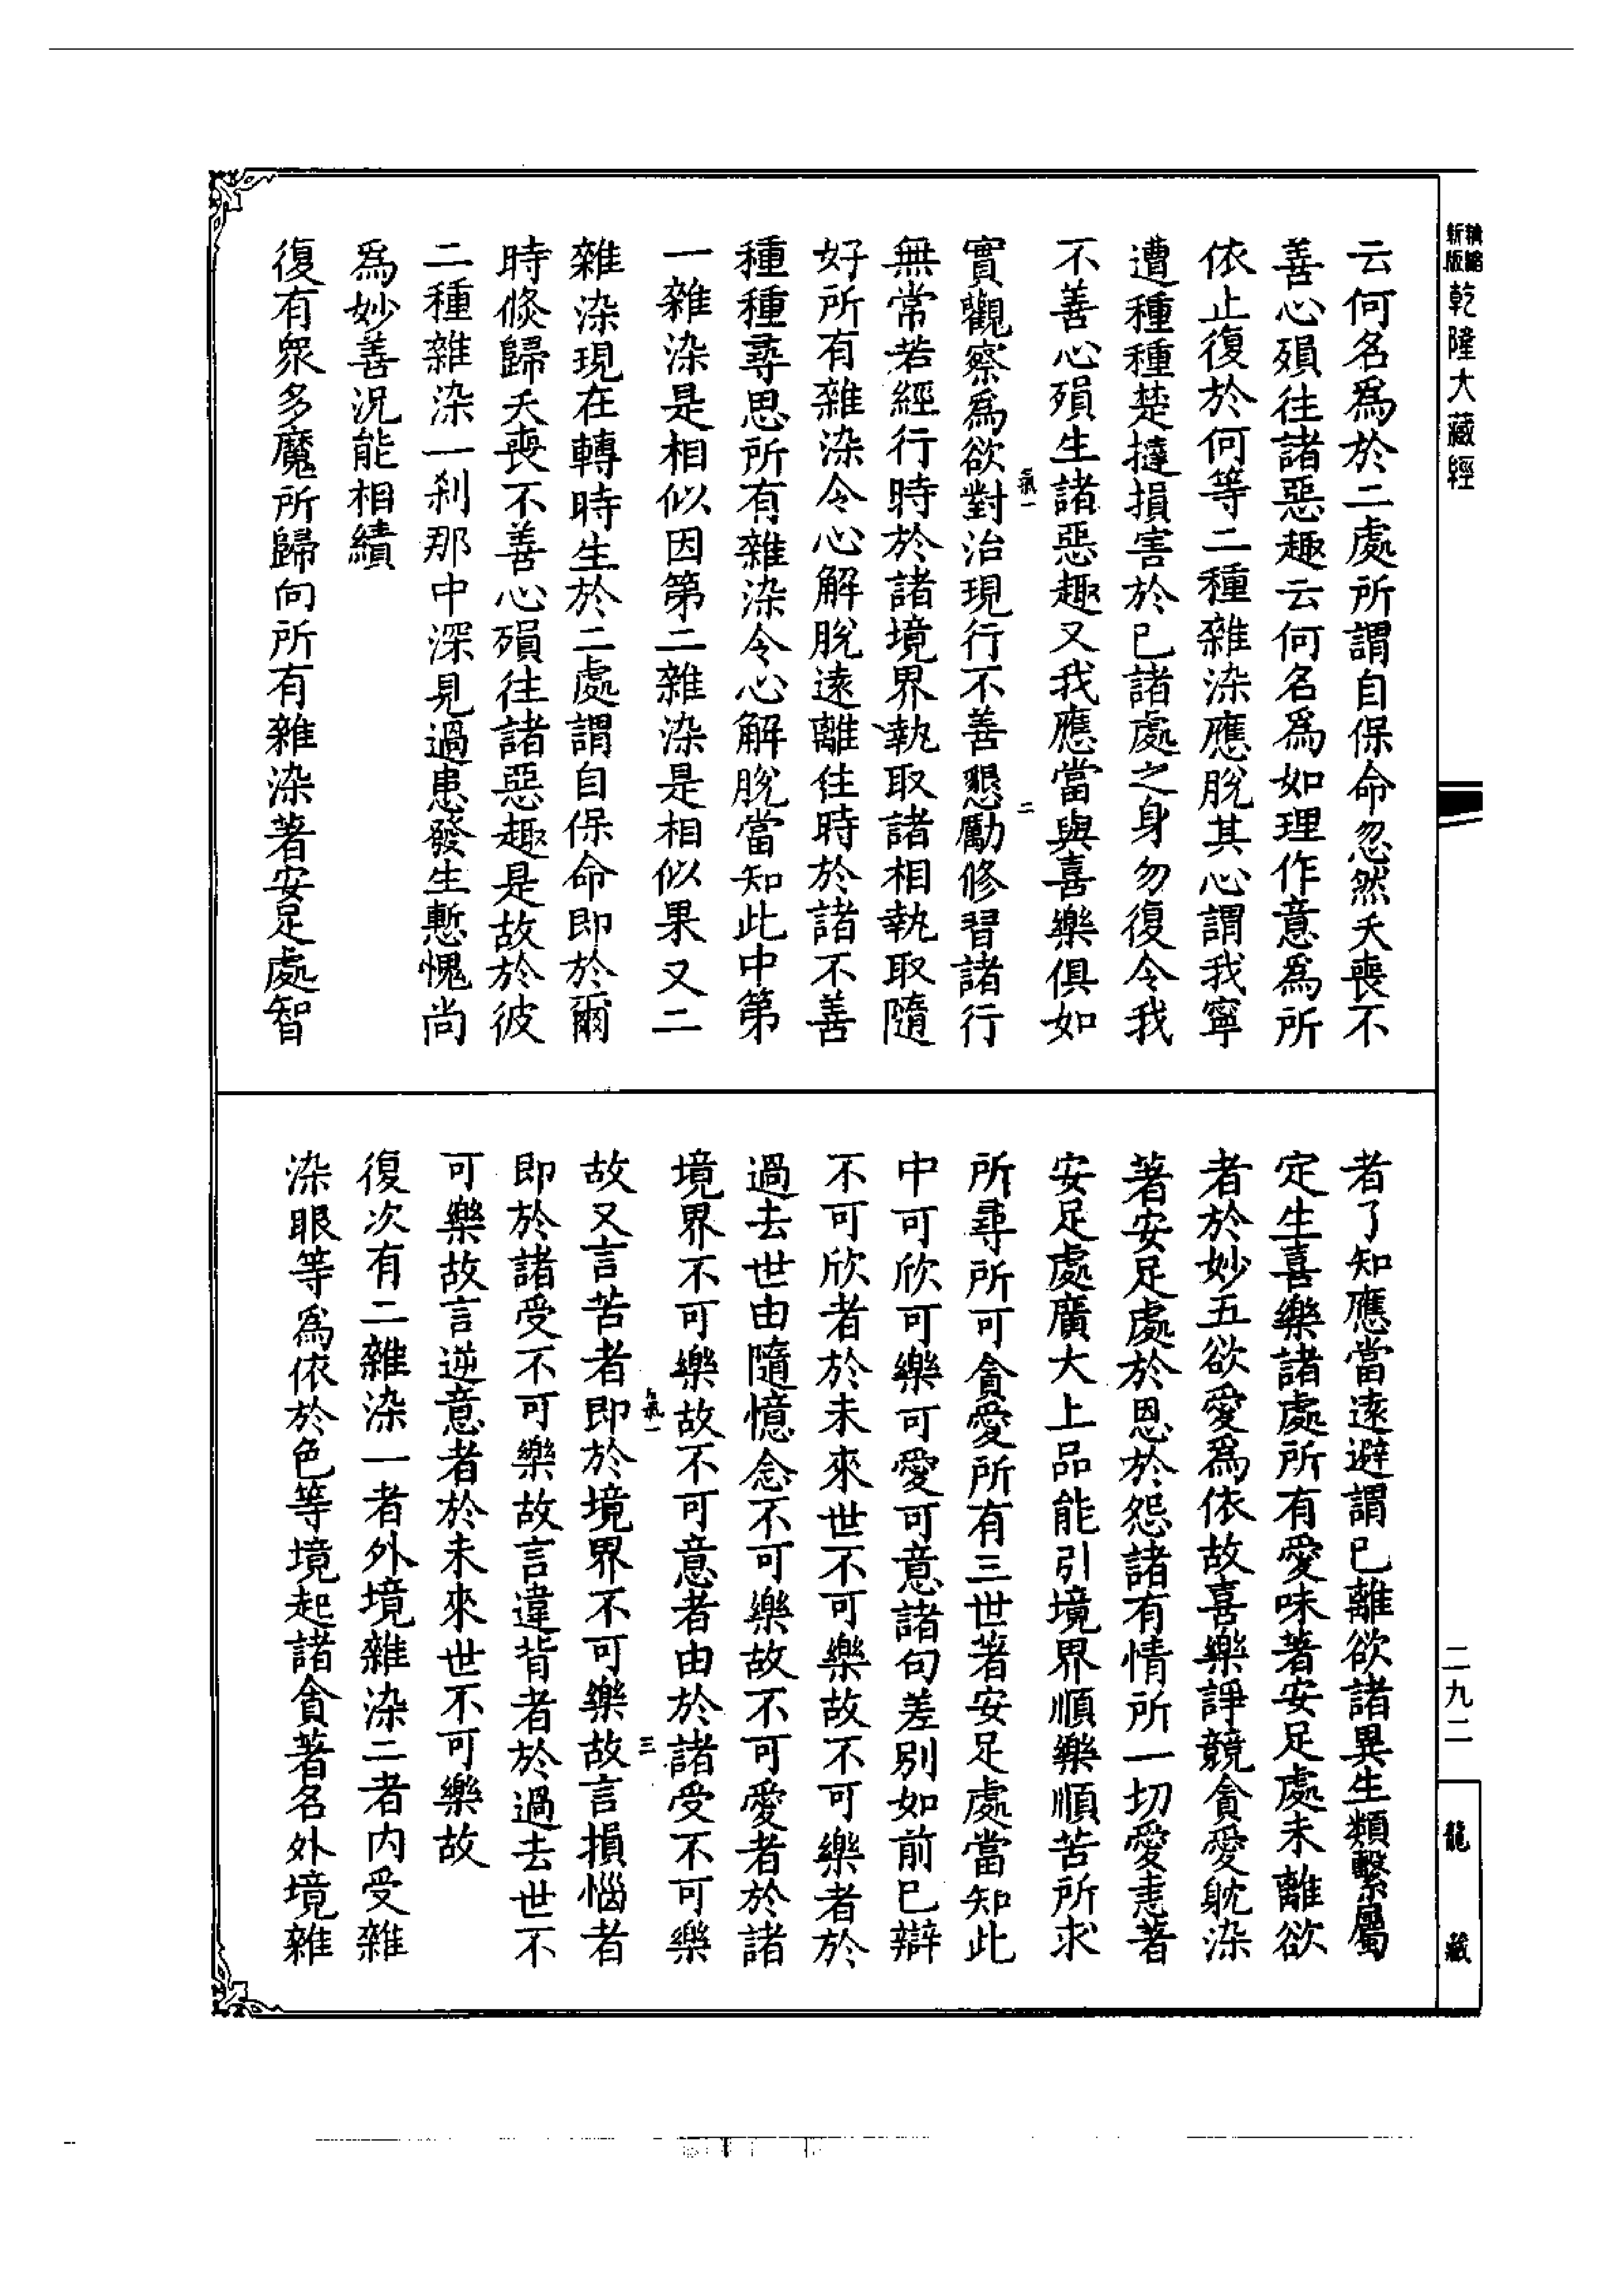 新版精縮
乾隆大藏經
云何名爲於二處所謂自保命忽然夭喪不
善心殞往諸惡趣云何名爲如理作意爲所
依止復於何等二種雜染應脫其心謂我寧
遭種種楚撻損害於已諸處之身勿復令我
不善心殞生諸惡趣又我應當與喜樂俱如
實觀察爲欲對治現行不善懇勵修習諸行
無常若經行時於諸境界執取諸相執取隨
好所有雜染令心解脫遠離住時於諸不善
種種尋思所有雜染令心解脫當知此中第
一雜染是相似因第二雜染是相似果又二
雜染現在轉時生於二處謂自保命即於爾
時倏歸夭喪不善心殞往諸惡趣是故於彼
二種雜染一剎那中深見過患發生慙愧尚
爲妙善況能相續
復有衆多魔所歸向所有雜染著安足處智
者了知應當遠避謂已離欲諸異生類繫屬
定生喜樂諸處所有愛味著安足處未離欲
者於妙五欲愛爲依故喜樂諍競貪愛躭染
著安足處於恩於怨諸有情所一切愛恚著
安足處廣大上品能引境界順樂順苦所求
所尋所可貪愛所有三世著安足處當知此
中可欣可樂可愛可意諸句差別如前已辯
不可欣者於未來世不可樂故不可樂者於
過去世由隨憶念不可樂故不可愛者於諸
境界不可樂故不可意者由於諸受不可樂
故又言苦者即於境界不可樂故言損惱者
即於諸受不可樂故言違背者於過去世不
可樂故言逆意者於未來世不可樂故
復次有二雜染一者外境雜染二者內受雜
染眼等爲依於色等境起諸貪著名外境雜
二九二
龍藏